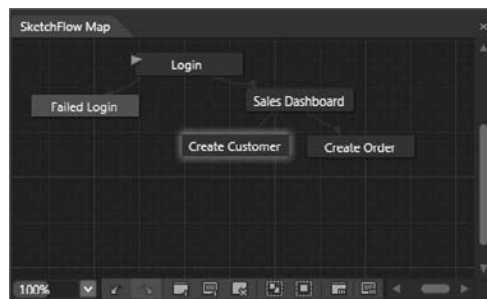 SketchFlow Map
Login
Failed Login
Sales Dashboard
Create Customer
Create Order
100%